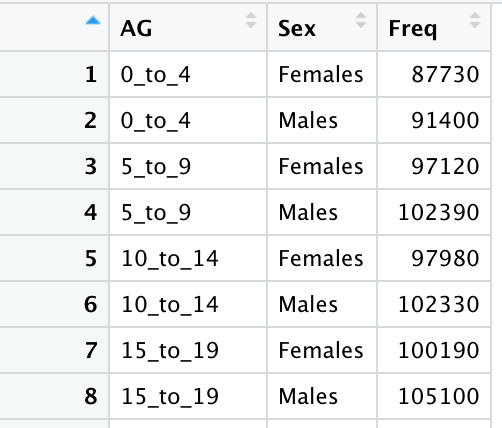 AG Sex Freq
1 0_to_4 Females 87730
2 0_to_4 Males 91400
3 5_to_9 Females 97120
4 5_to_9 Males 102390
5 10_to_14 Females 97980
6 10_to_14 Males 102330
7 15_to_19 Females 100190
8 15_to_19 Males 105100